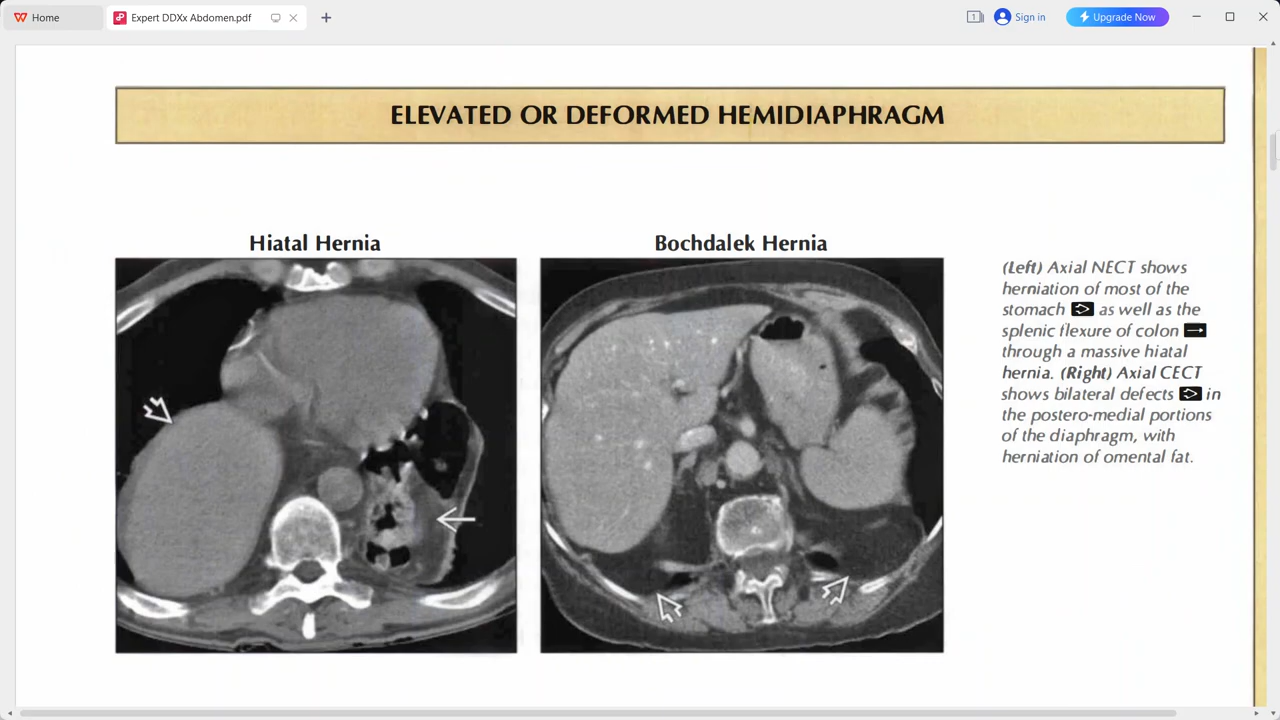 Home
Expert DDXx Abdomen.pdf
1
Sign in
Upgrade Now
ELEVATED OR DEFORMED HEMIDIAPHRAGM
Hiatal Hernia
Bochdalek Hernia
(Left) Axial NECT shows
herniation of most of the
stomach as well as the
splenic flexure of colon
through a massive hiatal
hernia. (Right) Axial CECT
shows bilateral defects in
the postero-medial portions
of the diaphragm, with
herniation of omental fat.